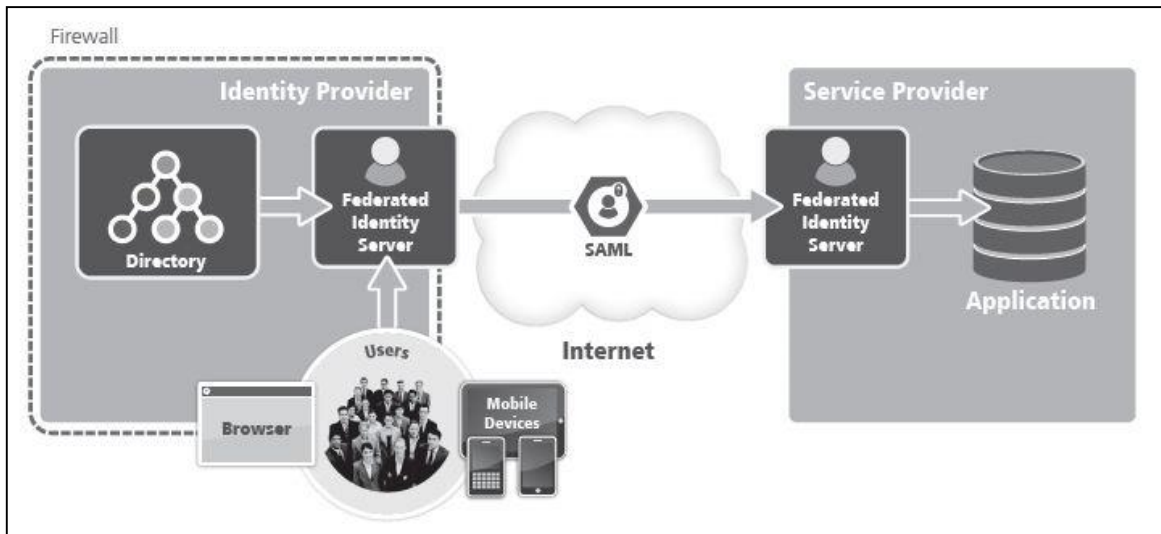 Firewall
Identity Provider
Service Provider
Directory
Federated
Identity
Server
SAML
Federated
Identity
Server
Application
Internet
Users
Browser
Mobile
Devices